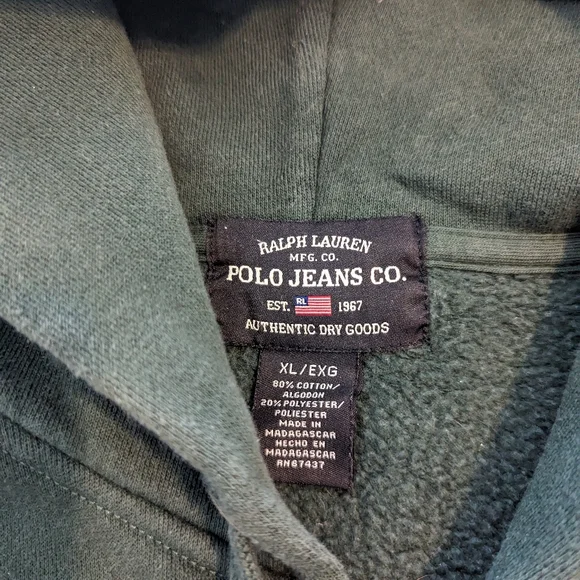 RALPH LAUREN
MFG. CO.
POLO JEANS CO.
EST. RL 1967
AUTHENTIC DRY GOODS
XL/EXG
80% COTTON/
ALGODON
20% POLYESTER/
POLIESTER
MADE IN
MADAGASCAR
HECHO EN
MADAGASCAR
RN67437